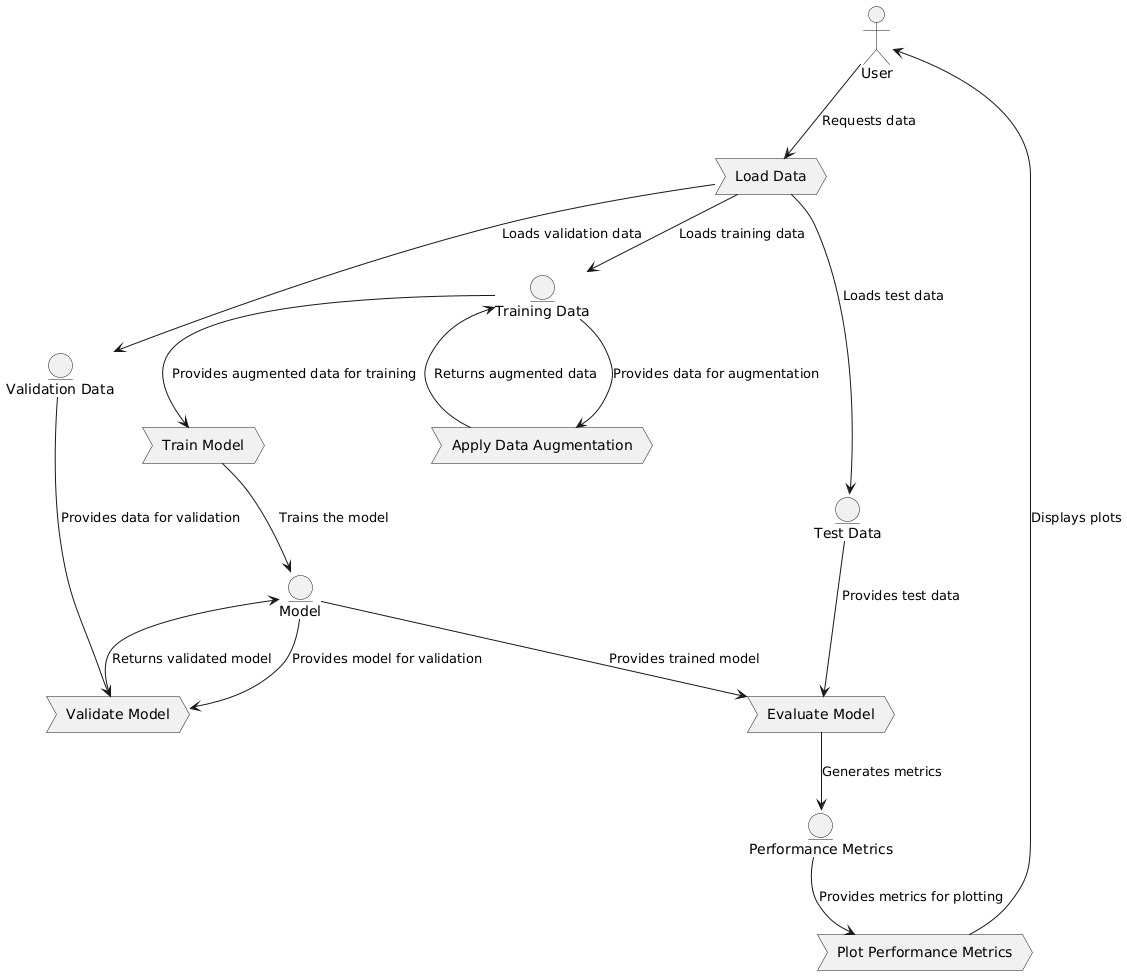 User
Requests data
Load Data
Loads validation data
Loads training data
Loads test data
Training Data
Validation Data
Provides augmented data for training
Returns augmented data
Provides data for augmentation
Train Model
Apply Data Augmentation
Provides data for validation
Trains the model
Displays plots
Test Data
Provides test data
Model
Returns validated model
Provides model for validation
Provides trained model
Validate Model
Evaluate Model
Generates metrics
Performance Metrics
Provides metrics for plotting
Plot Performance Metrics